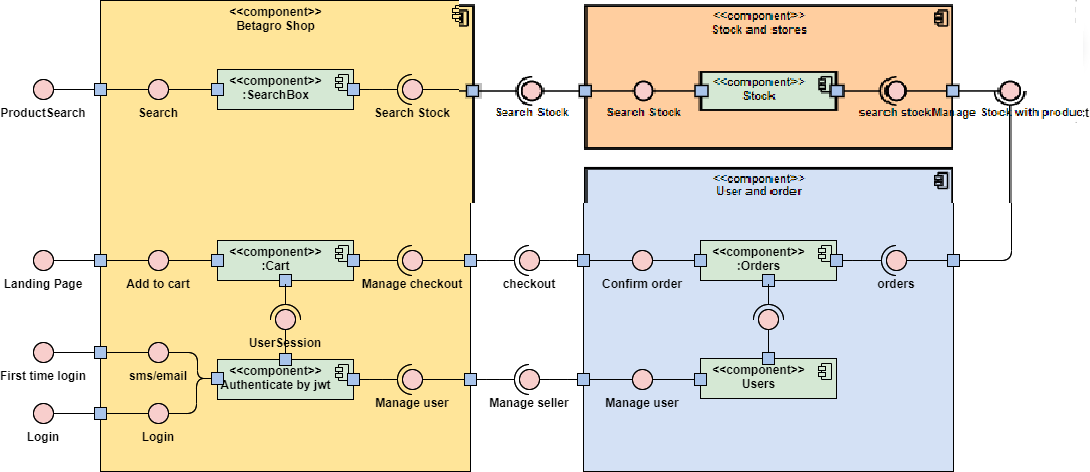 <<component>>
Betagro Shop
<<component>>
Stock and stores
<<component>>
:SearchBox
<<component>>
Stock
ProductSearch
Search
Search Stock
Search Stock
Search Stock
search stock
Manage Stock with product
<<component>>
User and order
<<component>>
:Cart
<<component>>
:Orders
Landing Page
Add to cart
Manage checkout
checkout
Confirm order
orders
UserSession
First time login
sms/email
Authenticate by jwt
<<component>>
<<component>>
Users
Manage user
Manage seller
Manage user
Login
Login